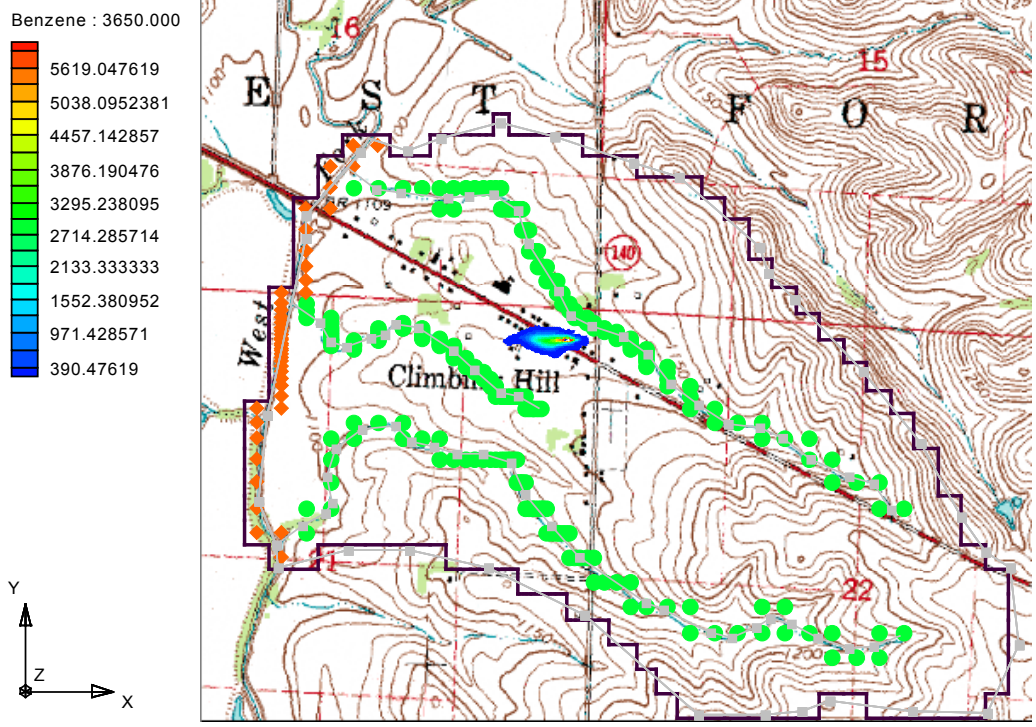 Benzene : 3650.000
5619.047619
5038.0952381
4457.142857
3876.190476
3295.238095
2714.285714
2133.333333
1552.380952
971.428571
390.47619
16
15
E S T F O R
140
West
Climbing Hill
22
1200
Y
Z
X